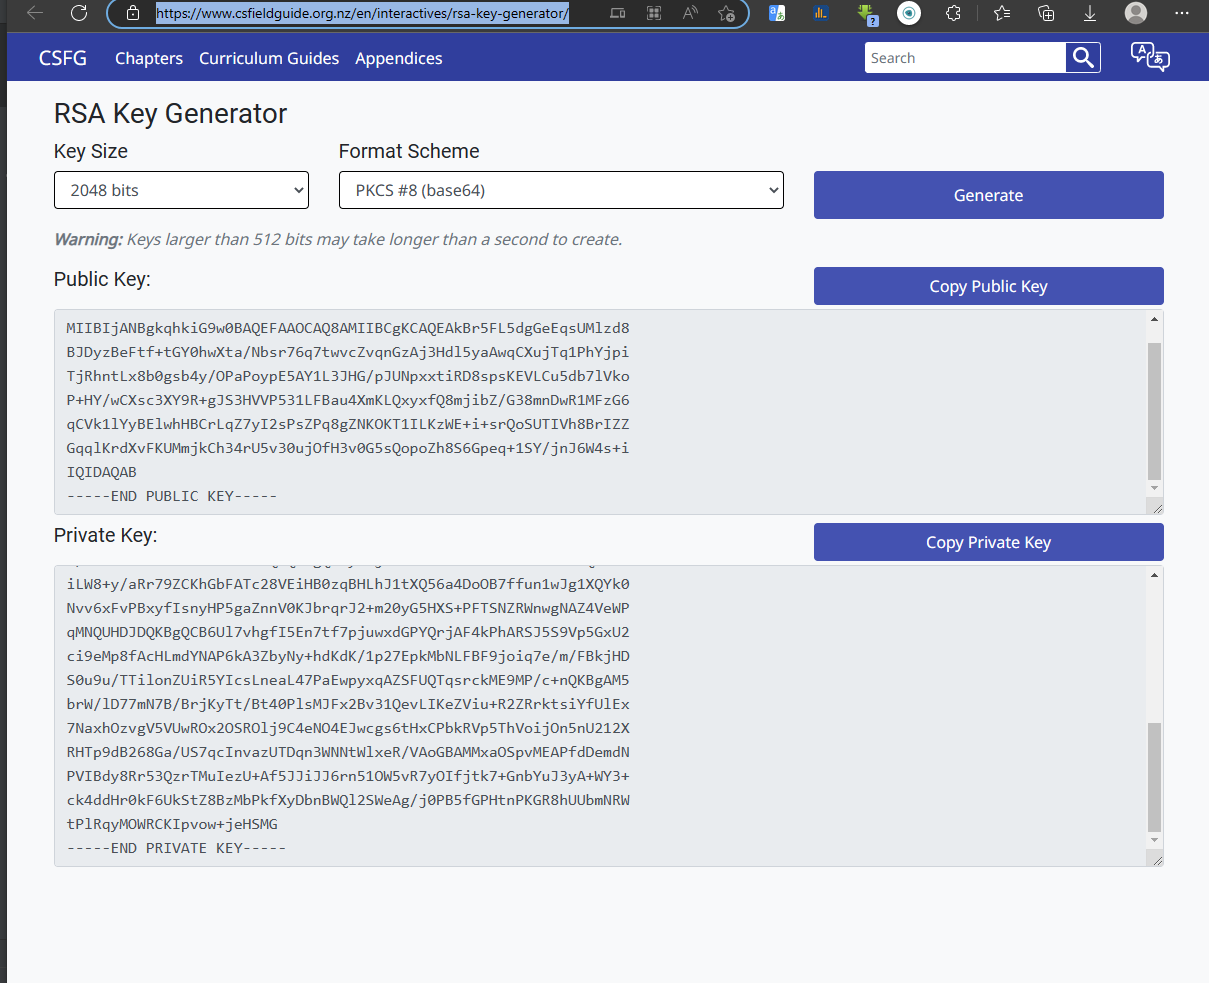 https://www.csfieldguide.org.nz/en/interactives/rsa-key-generator/
CSFG Chapters Curriculum Guides Appendices Search
RSA Key Generator
Key Size Format Scheme
2048 bits PKCS #8 (base64) Generate
Warning: Keys larger than 512 bits may take longer than a second to create.
Public Key: Copy Public Key
MIIBIjANBgkqhkiG9w0BAQEFAAOCAQ8AMIIBCgKCAQEAkBr5FL5dgGeEqsUMlzd8
BJDyzBeFtf+tGY0hwXta/Nbsr76q7twvcZvqnGzAj3Hdl5yaAwqCXujTq1PhYjpi
TjRhntLx8b0gsb4y/OPaPoypE5AY1L3JHG/pJUNpxxtiRD8spsKEVLCu5db7lVko
P+HY/wCXsc3XY9R+gJS3HVVP531LFBau4XmKLQxyxfQ8mjibZ/G38mnDwR1MFzG6
qCVk1lYyBElwhHBCrLqZ7yI2sPsZPq8gZNKOKT1ILKzWE+i+srQoSUTIVh8BrIZZ
GqqlKrdXvFKUMmjkCh34rU5v30ujOfH3v0G5sQopoZh8S6Gpeq+1SY/jnJ6W4s+i
IQIDAQAB
-----END PUBLIC KEY-----
Private Key: Copy Private Key
iLW8+y/aRr79ZCKhGbFATc28VEiHB0zqBHLhJ1tXQ56a4DoOB7ffun1wJg1XQYk0
Nvv6xFvPBxyfIsnyHP5gaZnnV0KJbrqrJ2+m20yG5HXS+PFTSNZRWnwgNAZ4VeWP
qMNQUHDJDQKBgQCB6Ul7vhgfI5En7tf7pjuwxdGPYQrjAF4kPhARSJ5S9Vp5GxU2
ci9eMp8fAcHLmdYNAP6kA3ZbyNy+hdKdK/1p27EpkMbNLFBF9joiq7e/m/FBkjHD
S0u9u/TTilonZUiR5YIcsLneaL47PaEwpyxqAZSFUQTqsrckME9MP/c+nQKBgAM5
brW/lD77mN7B/BrjKyTt/Bt40PlsMJFx2Bv31QevLIKeZViu+R2ZRrktsiYfUlEx
7NaxhOzvgV5VUwROx2OSROlj9C4eNO4EJwcgs6tHxCPbkRVp5ThVoijOn5nU212X
RHTp9dB268Ga/US7qcInvazUTDqn3WNNtWlxeR/VAoGBAMMxaOSpvMEAPfdDemdN
PVIBdy8Rr53QzrTMuIezU+Af5JJiJJ6rn51OW5vR7yOIfjtk7+GnbYuJ3yA+WY3+
ck4ddHr0kF6UkStZ8BzMbPkfXyDbnBWQl2SWeAg/j0PB5fGPHtnPKGR8hUUbmNRW
tPlRqyMOWRCKIpvow+jeHSMG
-----END PRIVATE KEY-----